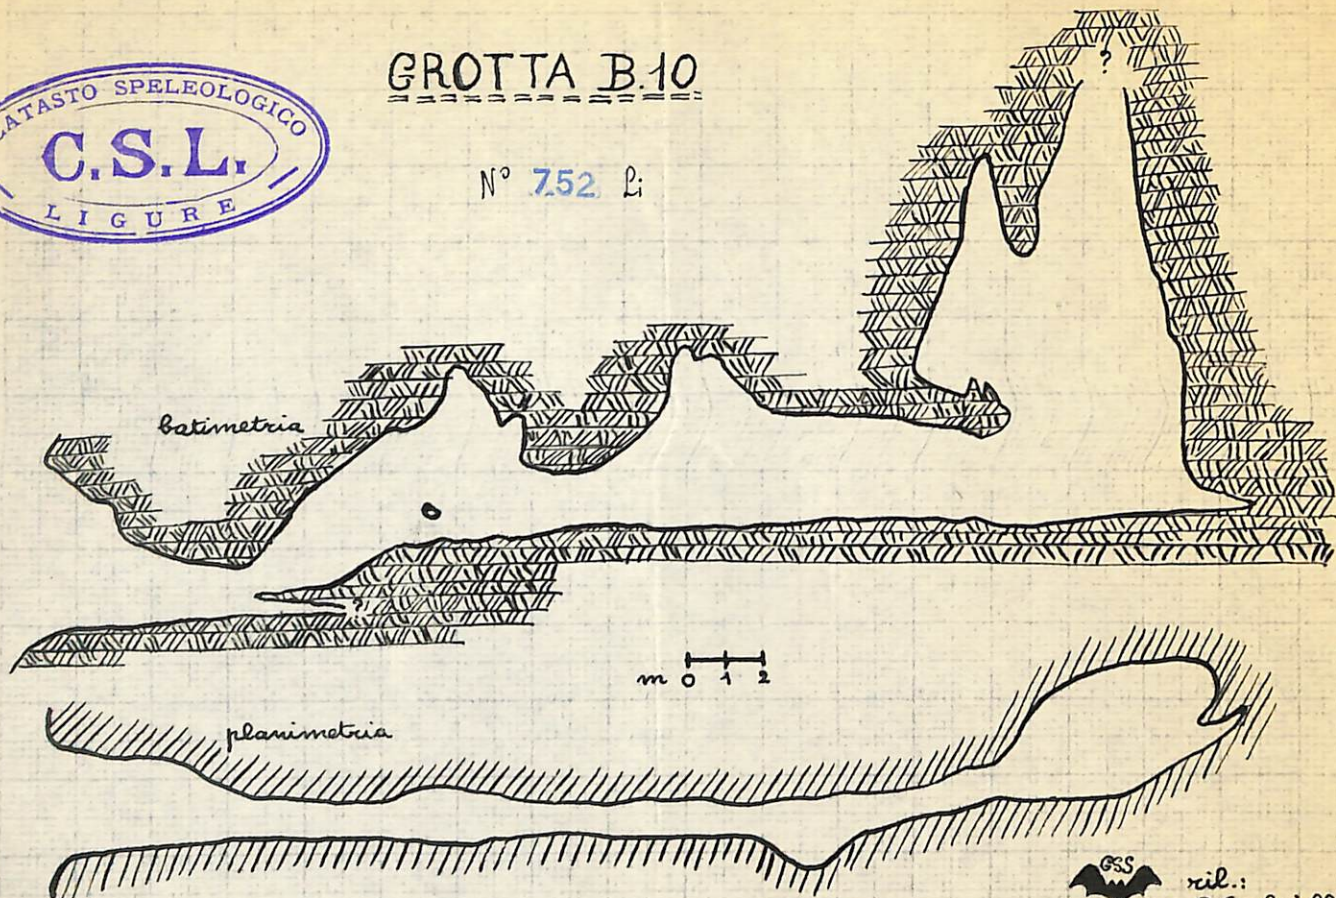 GROTTA B.10
CATASTO SPELEOLOGICO
C.S.L.
LIGURE
N° 752 Li
?
batimetria
?
m 0 1 2
planimetria
GSS
ril.: